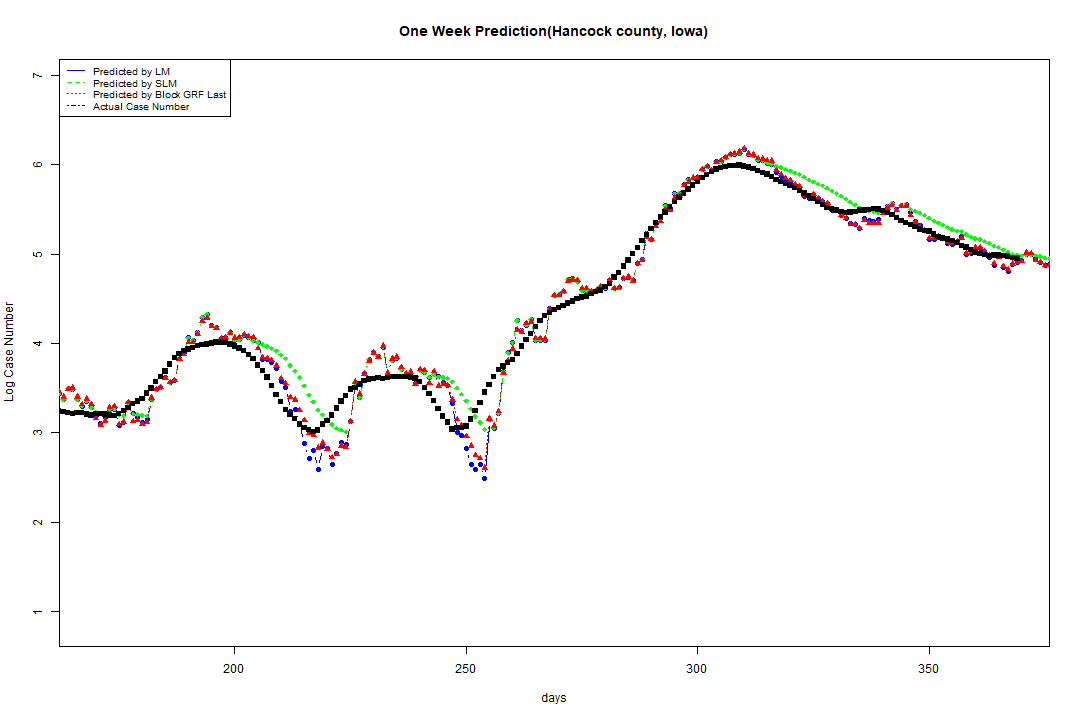 One Week Prediction(Hancock county, Iowa)
Predicted by LM
Predicted by SLM
Predicted by Block GRF Last
Actual Case Number
7
6
5
4
3
2
1
Log Case Number
200 250 300 350
days